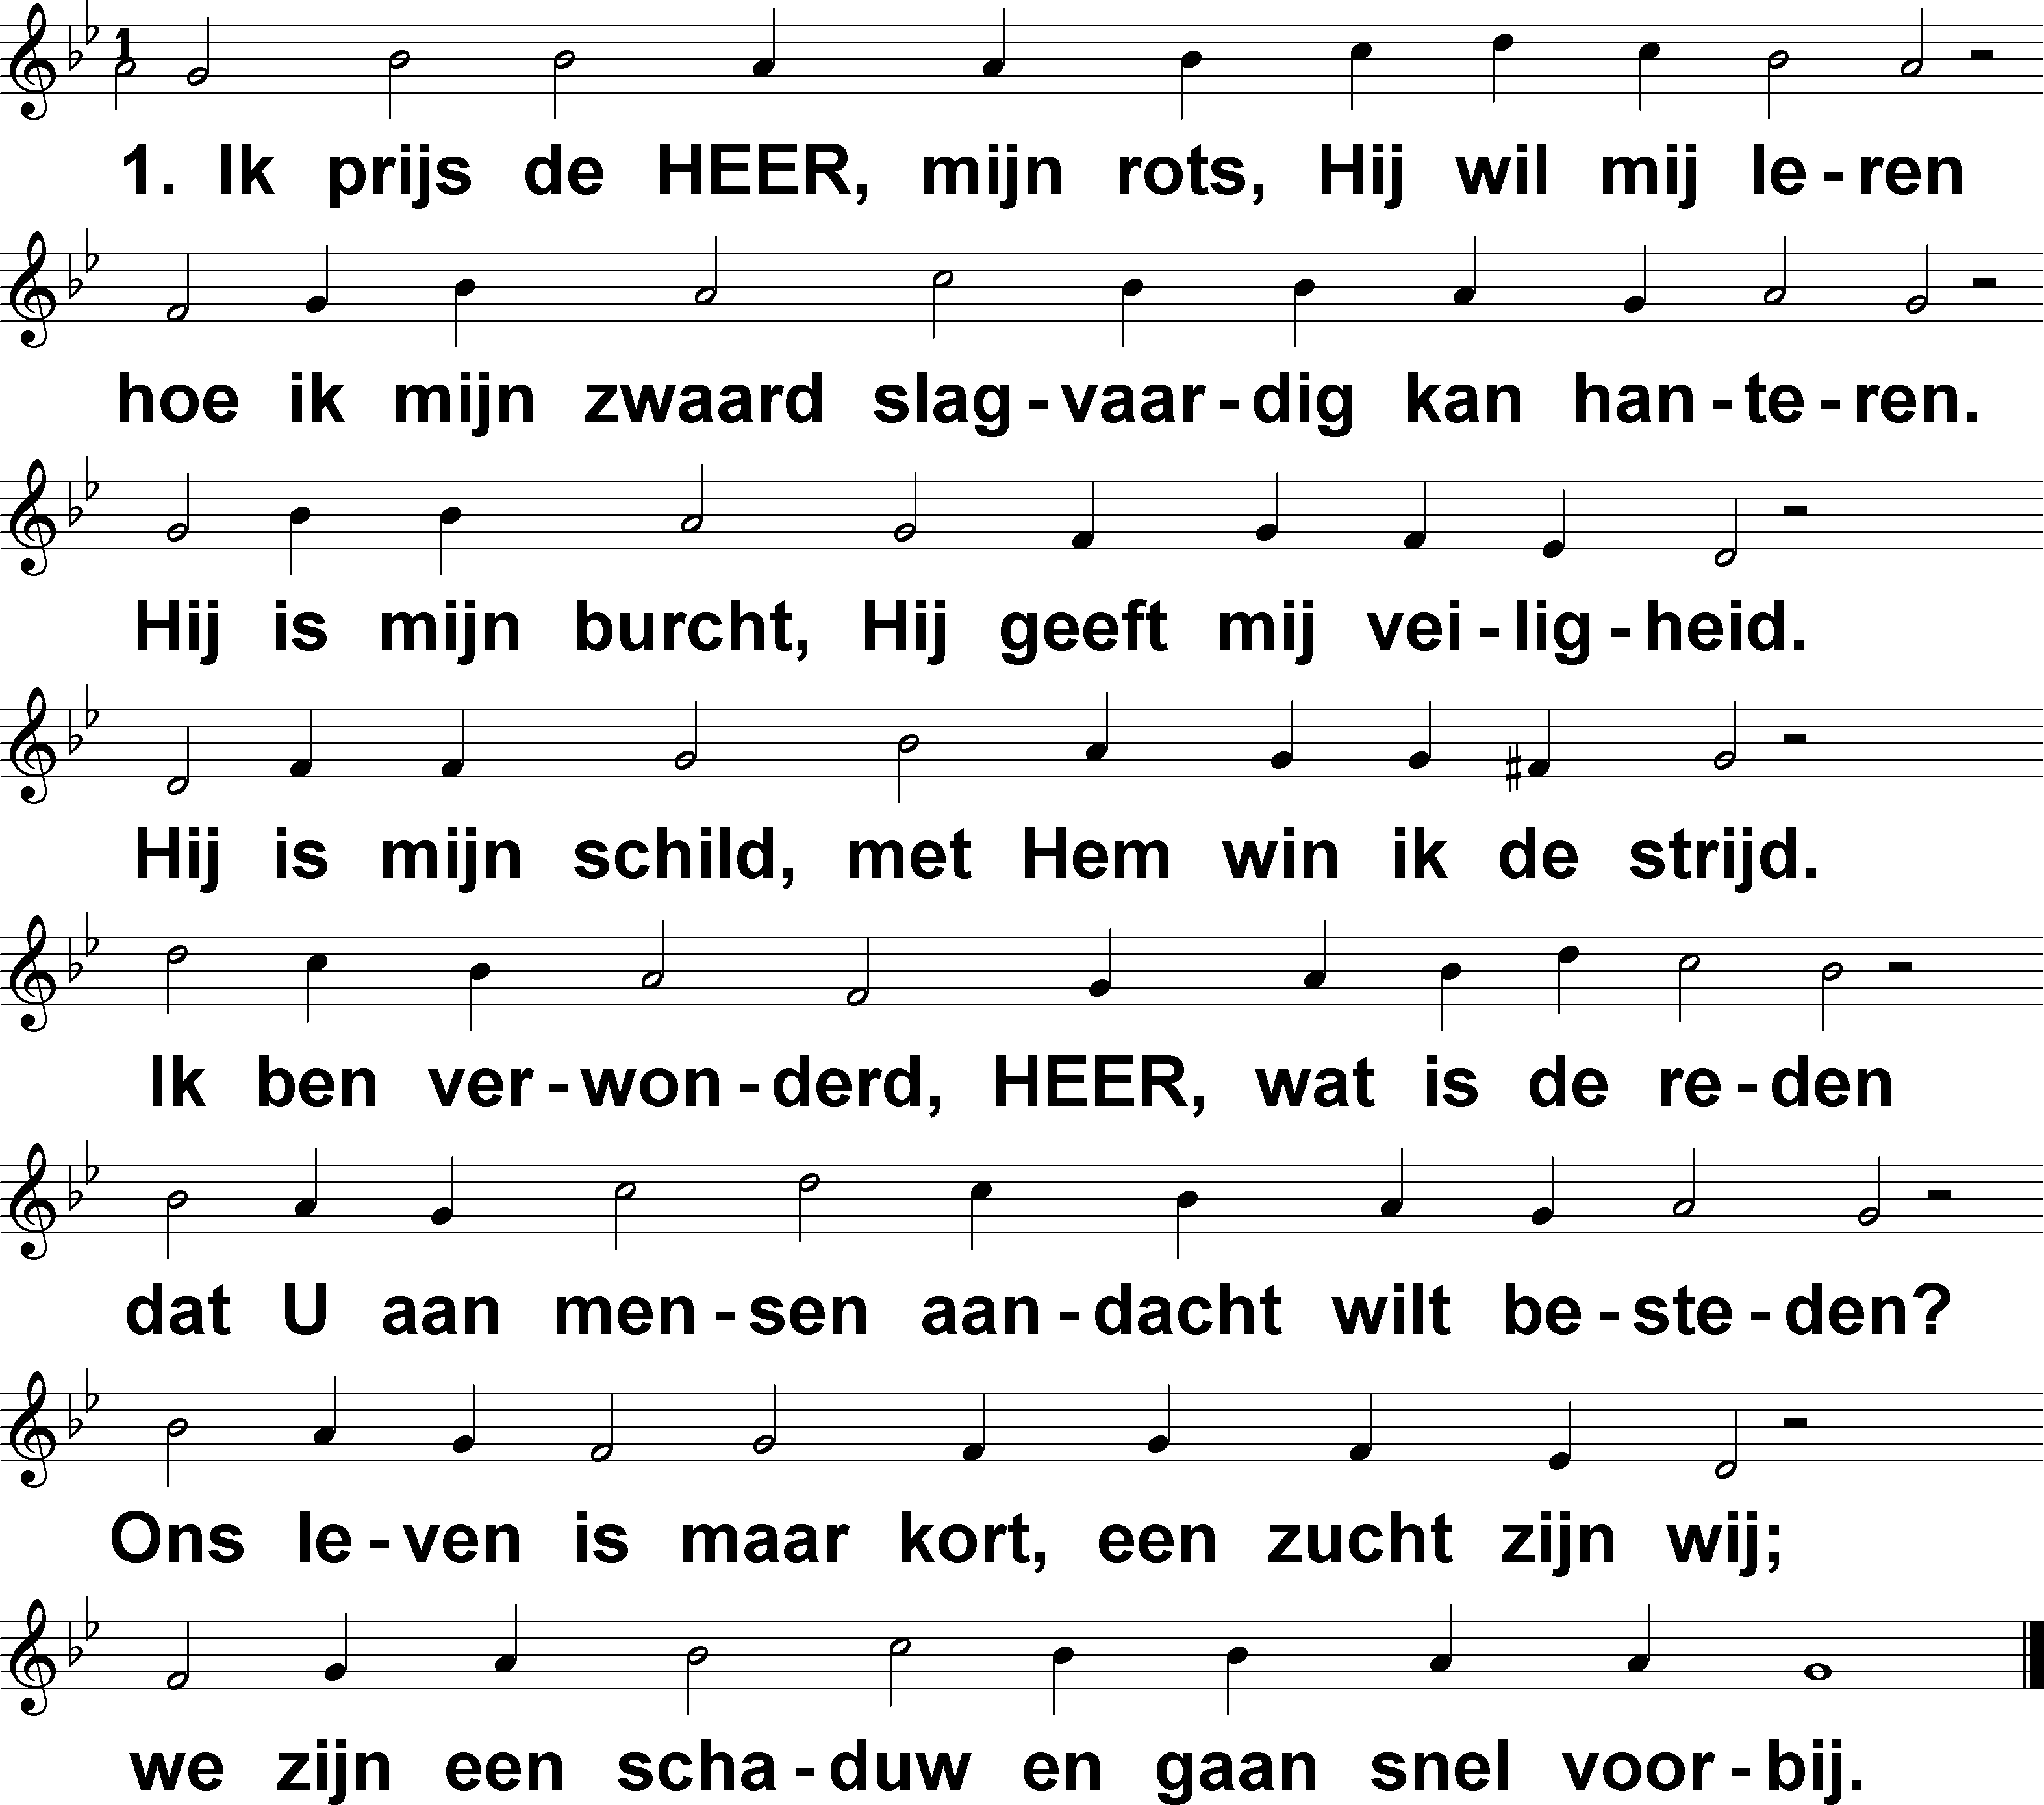 1. Ik prijs de HEER, mijn rots, Hij wil mij le-ren
hoe ik mijn zwaard slag-vaar-dig kan han-te-ren.
Hij is mijn burcht, Hij geeft mij vei-lig-heid.
Hij is mijn schild, met Hem win ik de strijd.
Ik ben ver-won-derd, HEER, wat is de re-den
dat U aan men-sen aan-dacht wilt be-ste-den?
Ons le-ven is maar kort, een zucht zijn wij;
we zijn een scha-duw en gaan snel voor-bij.